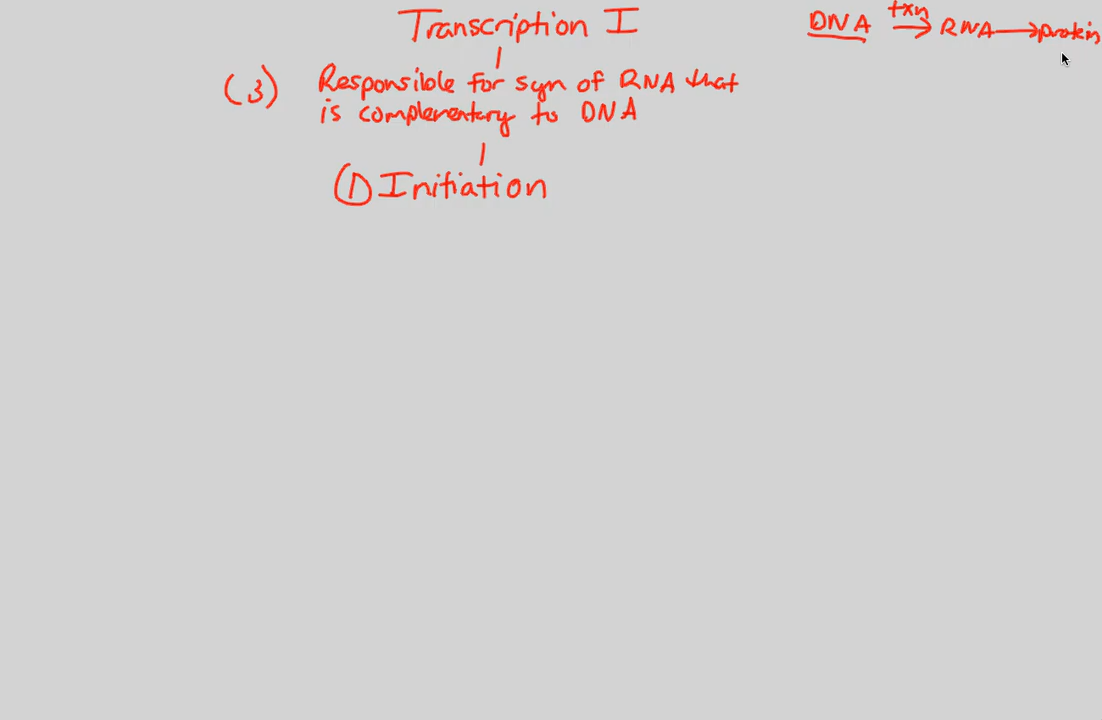 Transcription I
DNA txn → RNA → protein
(3) Responsible for syn of RNA that
is complementary to DNA
① Initiation